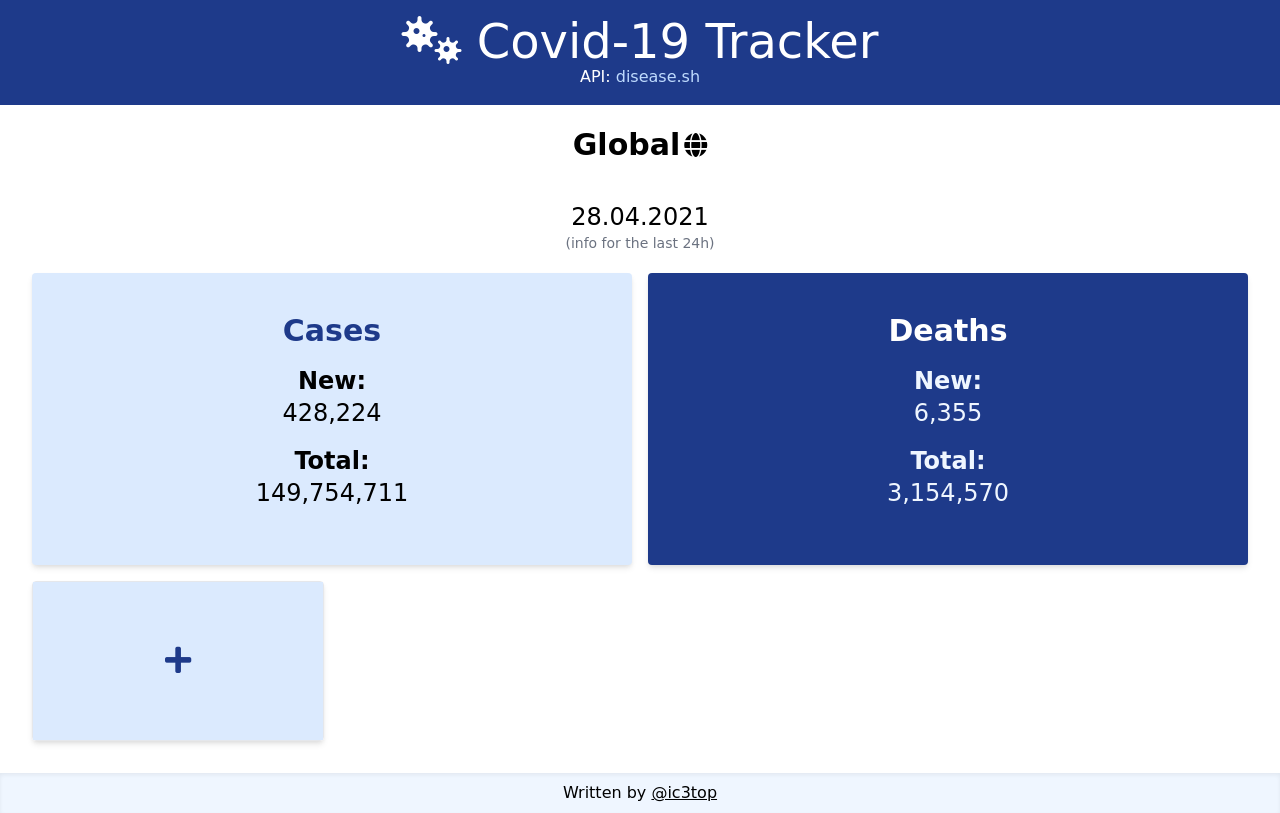 Covid-19 Tracker
API: disease.sh
Global
28.04.2021
(info for the last 24h)
Cases
New:
428,224
Total:
149,754,711
Deaths
New:
6,355
Total:
3,154,570
Written by @ic3top